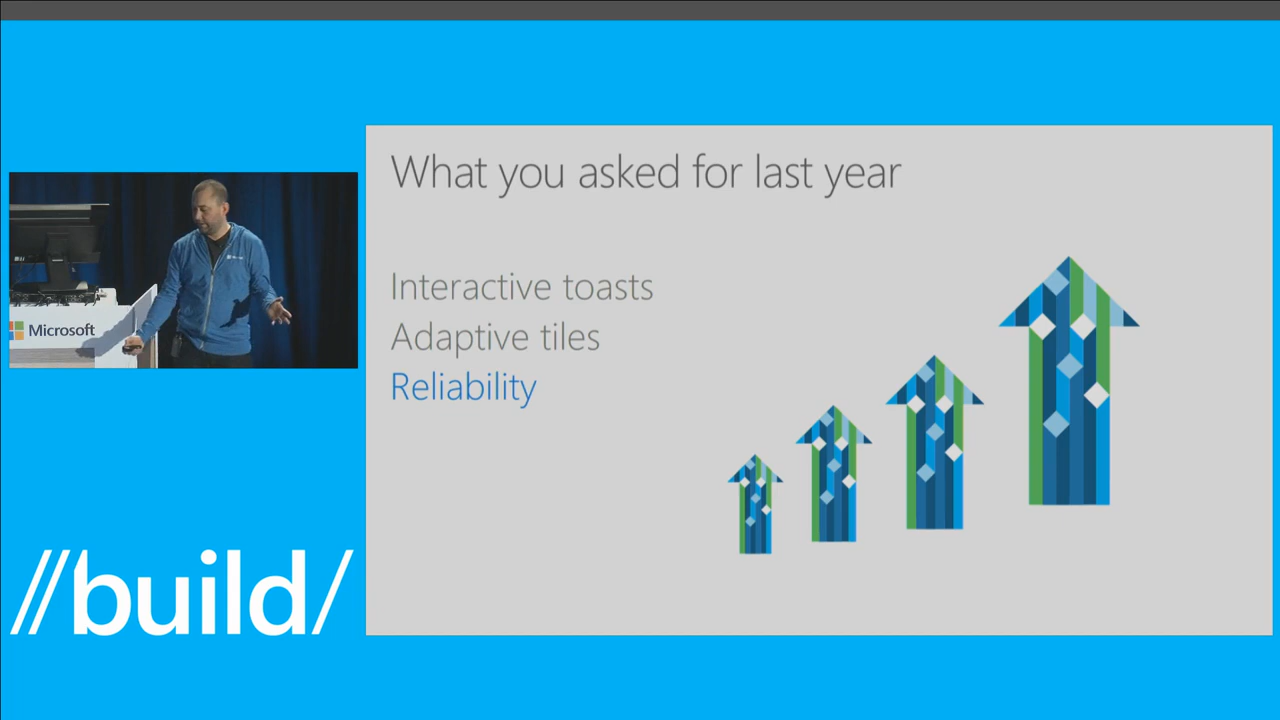 What you asked for last year
Interactive toasts
Adaptive tiles
Reliability
Microsoft
//build/